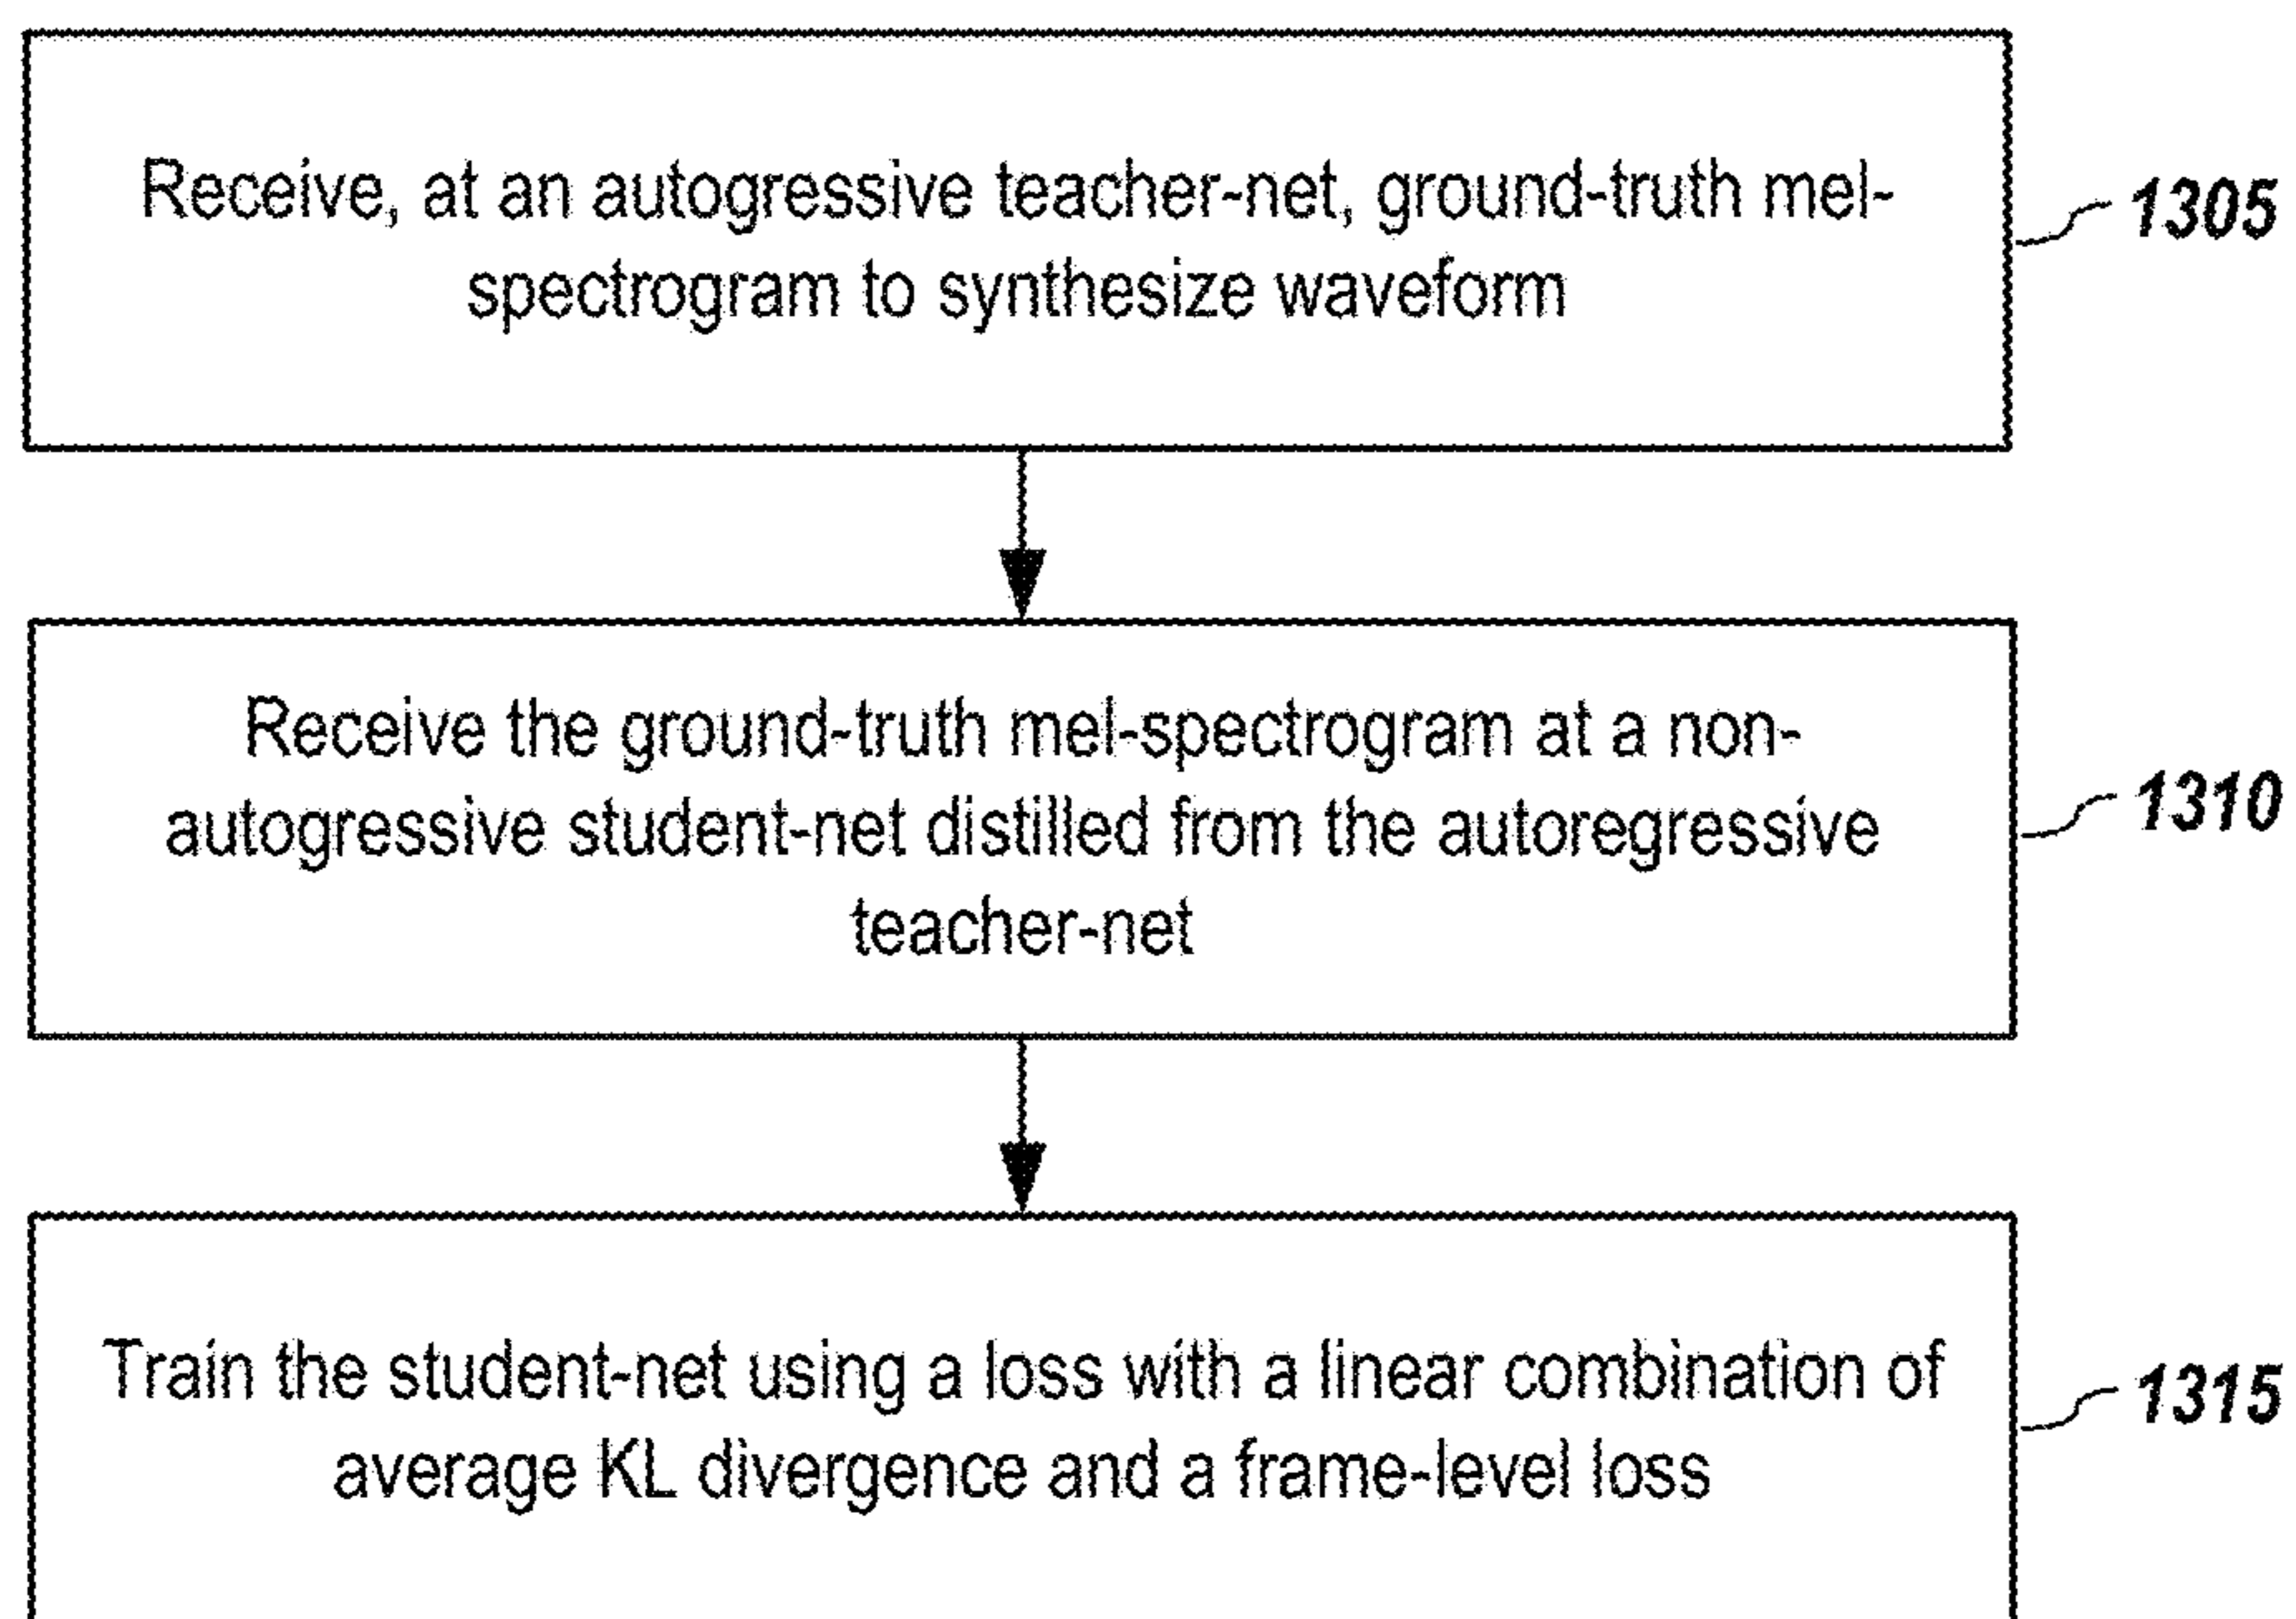 Receive, at an autogressive teacher-net, ground-truth mel-
spectrogram to synthesize waveform
1305
Receive the ground-truth mel-spectrogram at a non-
autogressive student-net distilled from the autoregressive
teacher-net
1310
Train the student-net using a loss with a linear combination of
average KL divergence and a frame-level loss
1315